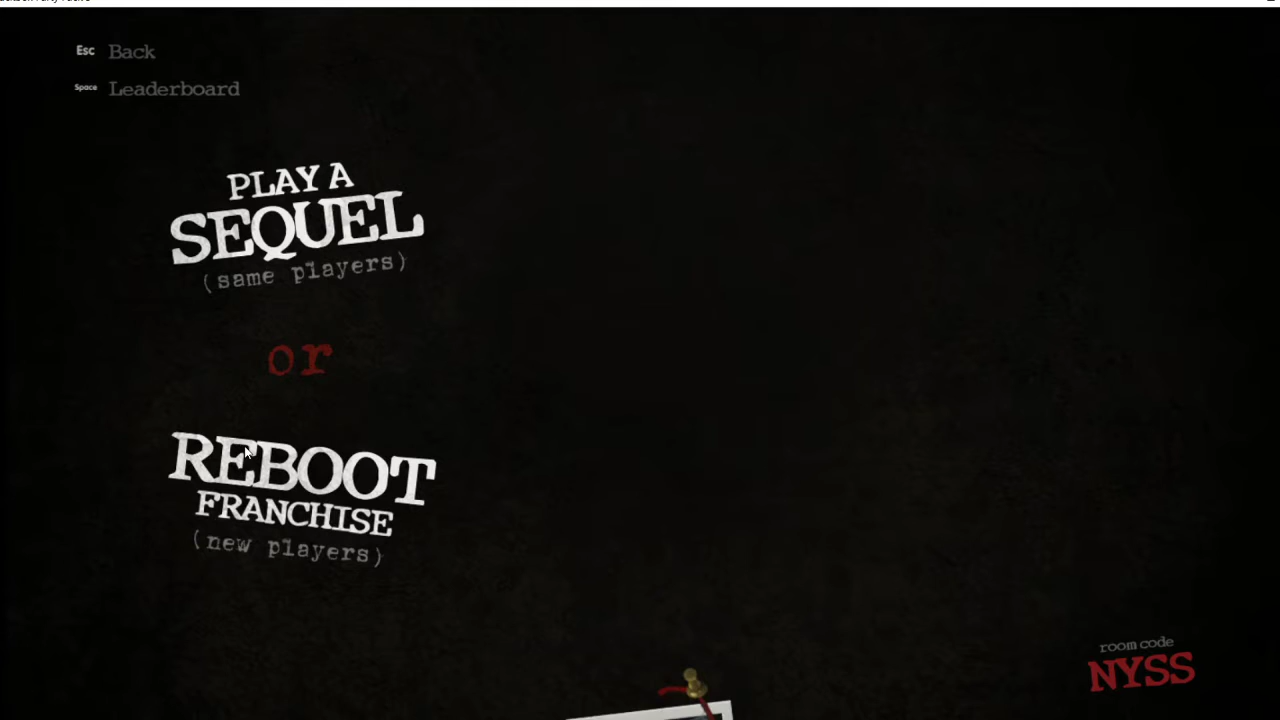 Esc Back
Space Leaderboard
PLAY A
SEQUEL
(same players)
or
REBOOT
FRANCHISE
(new players)
room code
NYSS